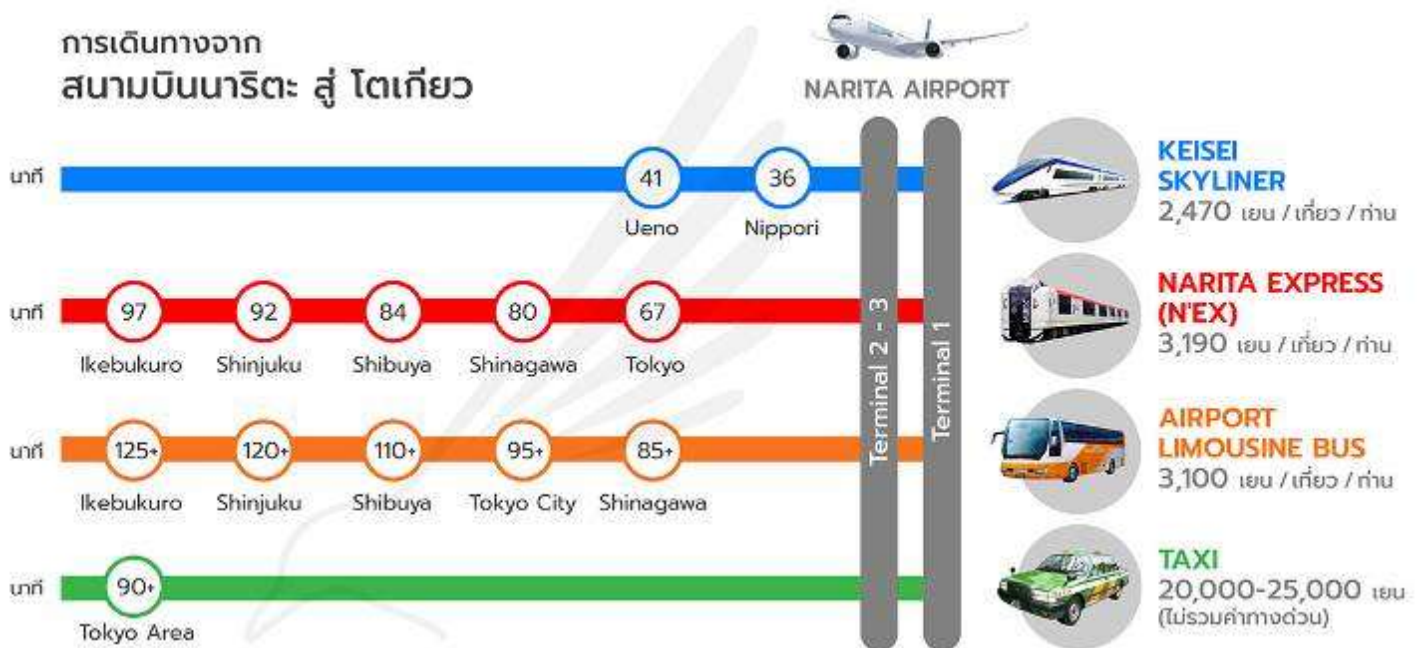 การเดินทางจาก
สนามบินนาริตะ สู่ โตเกียว
NARITA AIRPORT
นาที
41
36
Ueno
Nippori
KEISEI
SKYLINER
2,470 เยน / เที่ยว / ท่าน
นาที
97
92
84
80
67
Ikebukuro
Shinjuku
Shibuya
Shinagawa
Tokyo
NARITA EXPRESS
(N'EX)
3,190 เยน / เที่ยว / ท่าน
Terminal 2 - 3
Terminal 1
นาที
125+
120+
110+
95+
85+
Ikebukuro
Shinjuku
Shibuya
Tokyo City
Shinagawa
AIRPORT
LIMOUSINE BUS
3,100 เยน / เที่ยว / ท่าน
นาที
90+
Tokyo Area
TAXI
20,000-25,000 เยน
(ไม่รวมค่าทางด่วน)